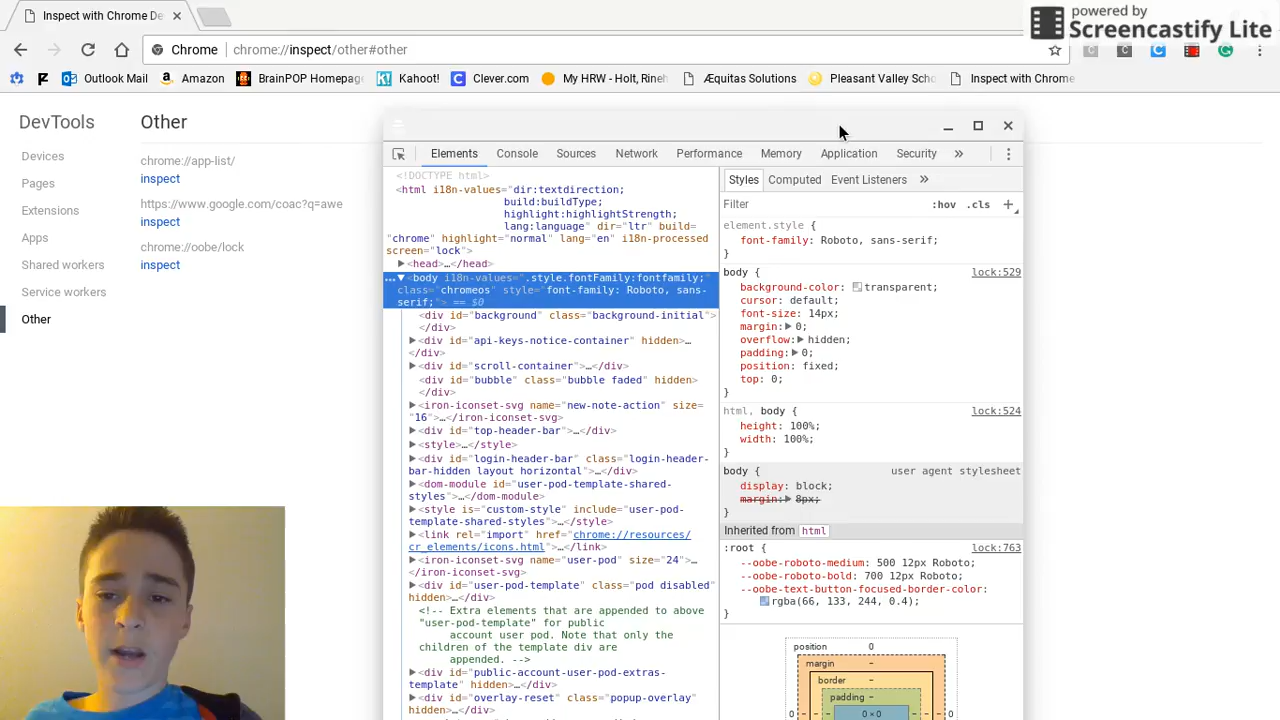 Inspect with Chrome De
powered by
Screencastify Lite
Chrome
chrome://inspect/other#other
Outlook Mail
Amazon
BrainPOP Homepag
Kahoot!
Clever.com
My HRW - Holt, Rineh
Æquitas Solutions
Pleasant Valley Scho
Inspect with Chrome
DevTools
Devices
Pages
Extensions
Apps
Shared workers
Service workers
Other
Other
chrome://app-list/
inspect
https://www.google.com/coac?q=awe
inspect
chrome://oobe/lock
inspect
Elements
Console
Sources
Network
Performance
Memory
Application
Security
»
<!DOCTYPE html>
<html i18n-values="dir:textdirection;
build:buildType;
highlight:highlightStrength;
lang:language" dir="ltr" build=
"chrome" highlight="normal" lang="en" i18n-processed
screen="lock">
<head>…</head>
<body i18n-values=".style.fontFamily:fontfamily;"
class="chromeos" style="font-family: Roboto, sans-
serif;"> == $0
<div id="background" class="background-initial">
</div>
<div id="api-keys-notice-container" hidden>…
</div>
<div id="scroll-container">…</div>
<div id="bubble" class="bubble faded" hidden>
</div>
<iron-iconset-svg name="new-note-action" size=
"16">…</iron-iconset-svg>
<div id="top-header-bar">…</div>
<style>…</style>
<div id="login-header-bar" class="login-header-
bar-hidden layout horizontal">…</div>
<dom-module id="user-pod-template-shared-
styles">…</dom-module>
<style is="custom-style" include="user-pod-
template-shared-styles">…</style>
<link rel="import" href="chrome://resources/
cr_elements/icons.html">…</link>
<iron-iconset-svg name="user-pod" size="24">…
</iron-iconset-svg>
<div id="user-pod-template" class="pod disabled"
hidden>…</div>
<!-- Extra elements that are appended to above
"user-pod-template" for public
account user pod. Note that only the
children of the template div are
appended. -->
<div id="public-account-user-pod-extras-
template" hidden>…</div>
<div id="overlay-reset" class="popup-overlay"
hidden>…</div>
Styles
Computed
Event Listeners
»
Filter
:hov
.cls
+
element.style {
font-family: Roboto, sans-serif;
}
body {
lock:529
background-color: transparent;
cursor: default;
font-size: 14px;
margin: 0;
overflow: hidden;
padding: 0;
position: fixed;
top: 0;
}
html, body {
lock:524
height: 100%;
width: 100%;
}
body {
user agent stylesheet
display: block;
margin: 8px;
}
Inherited from html
:root {
lock:763
--oobe-roboto-medium: 500 12px Roboto;
--oobe-roboto-bold: 700 12px Roboto;
--oobe-text-button-focused-border-color:
rgba(66, 133, 244, 0.4);
}
position
0
margin
-
border
-
padding
-
0
-
-
-
0 × 0
-
-
-
0